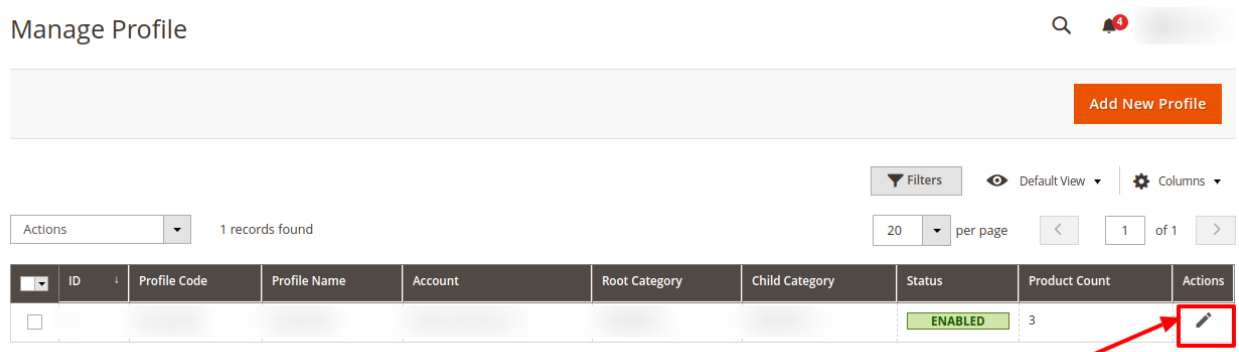 Manage Profile
4
Add New Profile
Filters
Default View
Columns
Actions
1 records found
20
per page
1
of 1
ID ↓ Profile Code Profile Name Account Root Category Child Category Status Product Count Actions
ENABLED 3